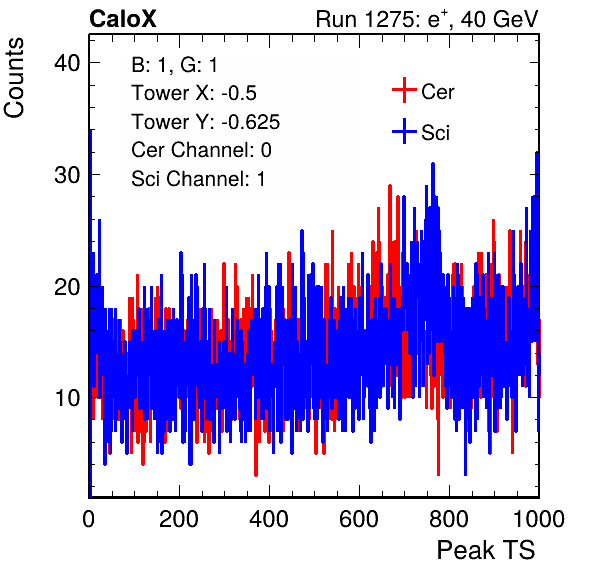 CaloX Run 1275: e+, 40 GeV
Counts
40
30
20
10
B: 1, G: 1
Tower X: -0.5
Tower Y: -0.625
Cer Channel: 0
Sci Channel: 1
Cer
Sci
0 200 400 600 800 1000
Peak TS